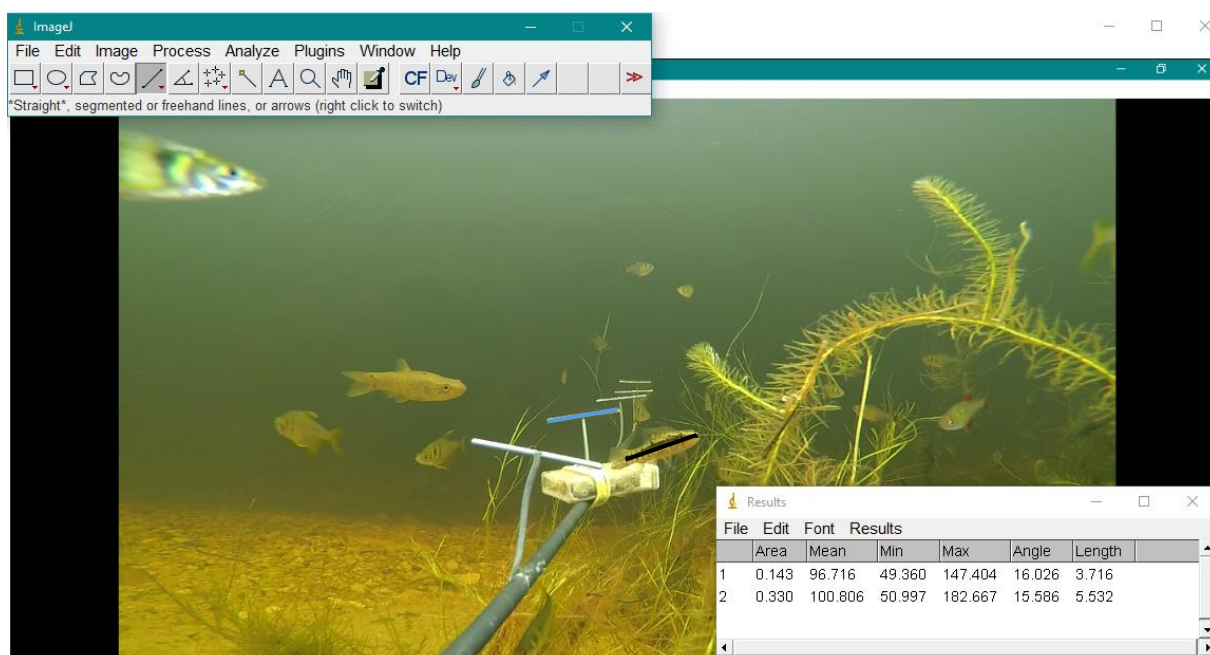 ImageJ
File Edit Image Process Analyze Plugins Window Help
A CF Dev
*Straight*, segmented or freehand lines, or arrows (right click to switch)
Results
File Edit Font Results
Area Mean Min Max Angle Length
1 0.143 96.716 49.360 147.404 16.026 3.716
2 0.330 100.806 50.997 182.667 15.586 5.532